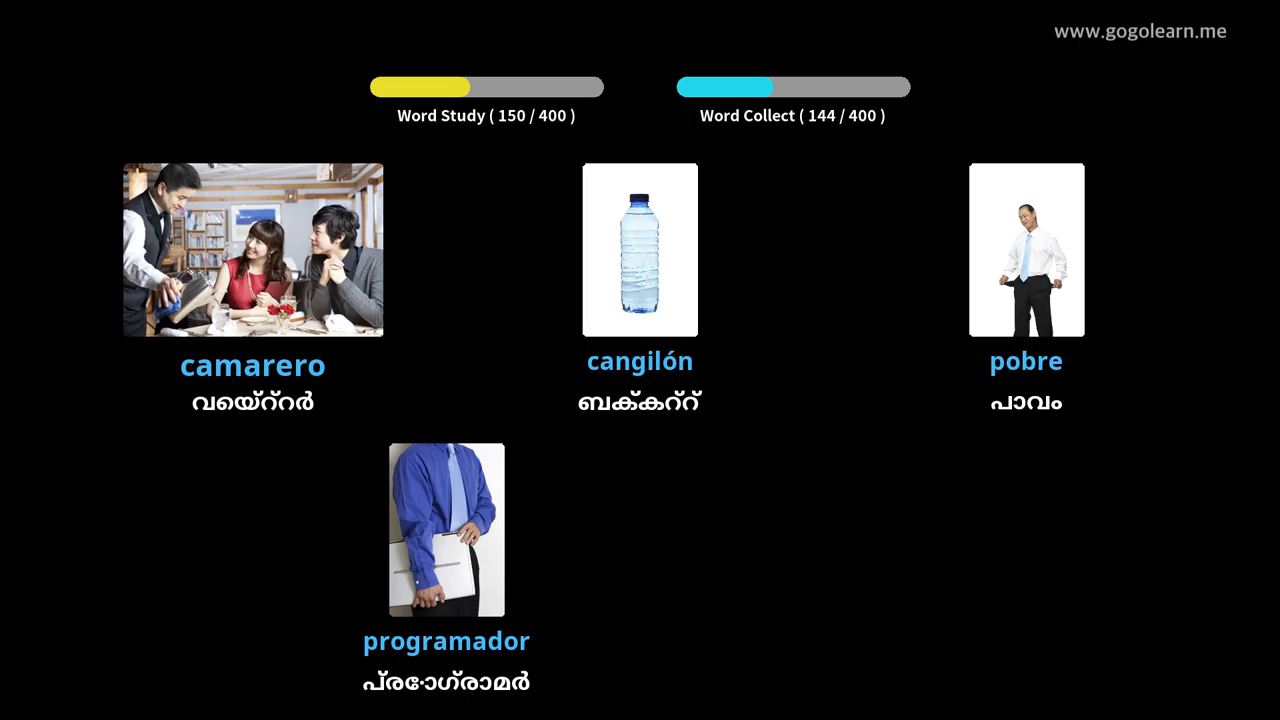 www.gogolearn.me
Word Study ( 150 / 400 )
Word Collect ( 144 / 400 )
camarero
വയ്റ്റർ
cangilón
ബക്കറ്റ്
pobre
പാവം
programador
പ്രോഗ്രാമർ